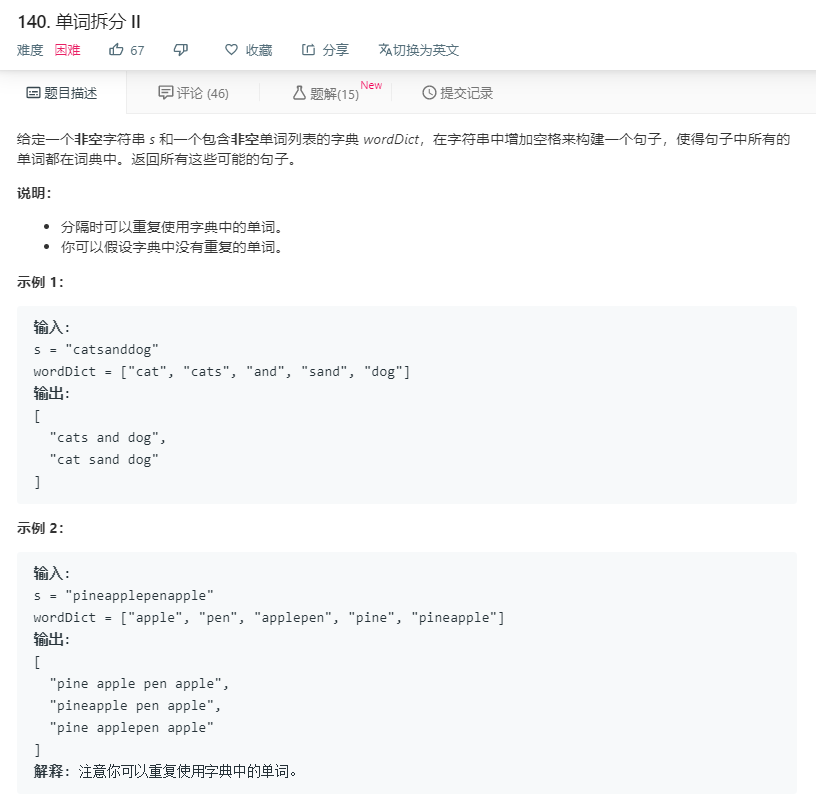 140. 单词拆分 II
难度 困难 67 收藏 分享 切换为英文
题目描述 评论 (46) 题解(15) New 提交记录
给定一个非空字符串 s 和一个包含非空单词列表的字典 wordDict，在字符串中增加空格来构建一个句子，使得句子中所有的
单词都在词典中。返回所有这些可能的句子。
说明：
• 分隔时可以重复使用字典中的单词。
• 你可以假设字典中没有重复的单词。
示例 1：
输入:
s = "catsanddog"
wordDict = ["cat", "cats", "and", "sand", "dog"]
输出:
[
"cats and dog",
"cat sand dog"
]
示例 2：
输入:
s = "pineapplepenapple"
wordDict = ["apple", "pen", "applepen", "pine", "pineapple"]
输出:
[
"pine apple pen apple",
"pineapple pen apple",
"pine applepen apple"
]
解释: 注意你可以重复使用字典中的单词。